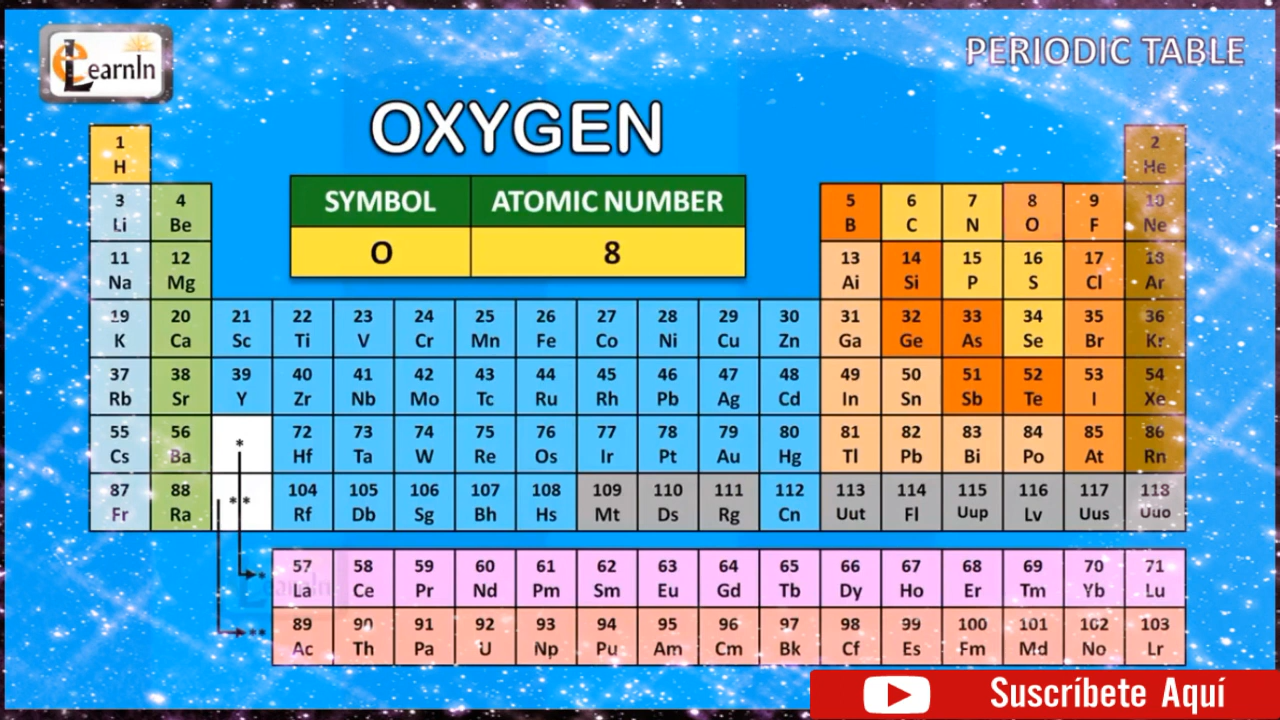 eLearnIn
PERIODIC TABLE
OXYGEN
SYMBOL ATOMIC NUMBER
O 8
1 2
H He
3 4 5 6 7 8 9 10
Li Be B C N O F Ne
11 12 13 14 15 16 17 18
Na Mg Ai Si P S Cl Ar
19 20 21 22 23 24 25 26 27 28 29 30 31 32 33 34 35 36
K Ca Sc Ti V Cr Mn Fe Co Ni Cu Zn Ga Ge As Se Br Kr
37 38 39 40 41 42 43 44 45 46 47 48 49 50 51 52 53 54
Rb Sr Y Zr Nb Mo Tc Ru Rh Pb Ag Cd In Sn Sb Te I Xe
55 56 * 72 73 74 75 76 77 78 79 80 81 82 83 84 85 86
Cs Ba Hf Ta W Re Os Ir Pt Au Hg Tl Pb Bi Po At Rn
87 88 ** 104 105 106 107 108 109 110 111 112 113 114 115 116 117 118
Fr Ra Rf Db Sg Bh Hs Mt Ds Rg Cn Uut Fl Uup Lv Uus Uuo
57 58 59 60 61 62 63 64 65 66 67 68 69 70 71
* La Ce Pr Nd Pm Sm Eu Gd Tb Dy Ho Er Tm Yb Lu
89 90 91 92 93 94 95 96 97 98 99 100 101 102 103
** Ac Th Pa U Np Pu Am Cm Bk Cf Es Fm Md No Lr
Suscríbete Aquí